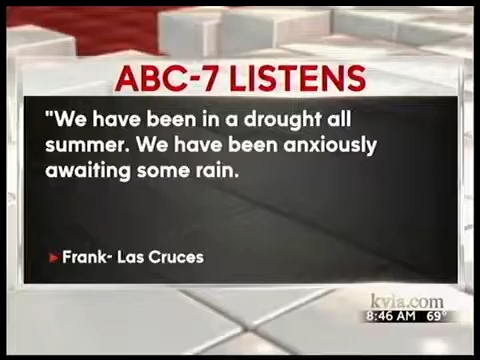 ABC-7 LISTENS
"We have been in a drought all
summer. We have been anxiously
awaiting some rain.
Frank- Las Cruces
kvia.com
8:46 AM 69°